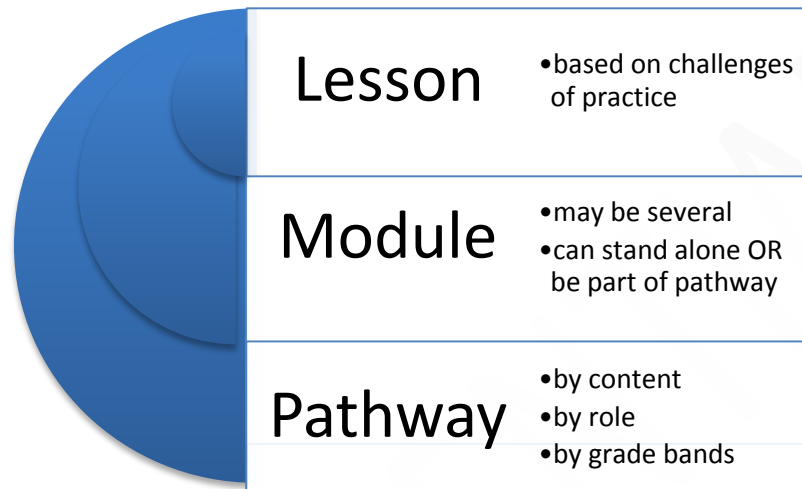 Lesson
•based on challenges
of practice
Module
•may be several
•can stand alone OR
be part of pathway
Pathway
•by content
•by role
•by grade bands